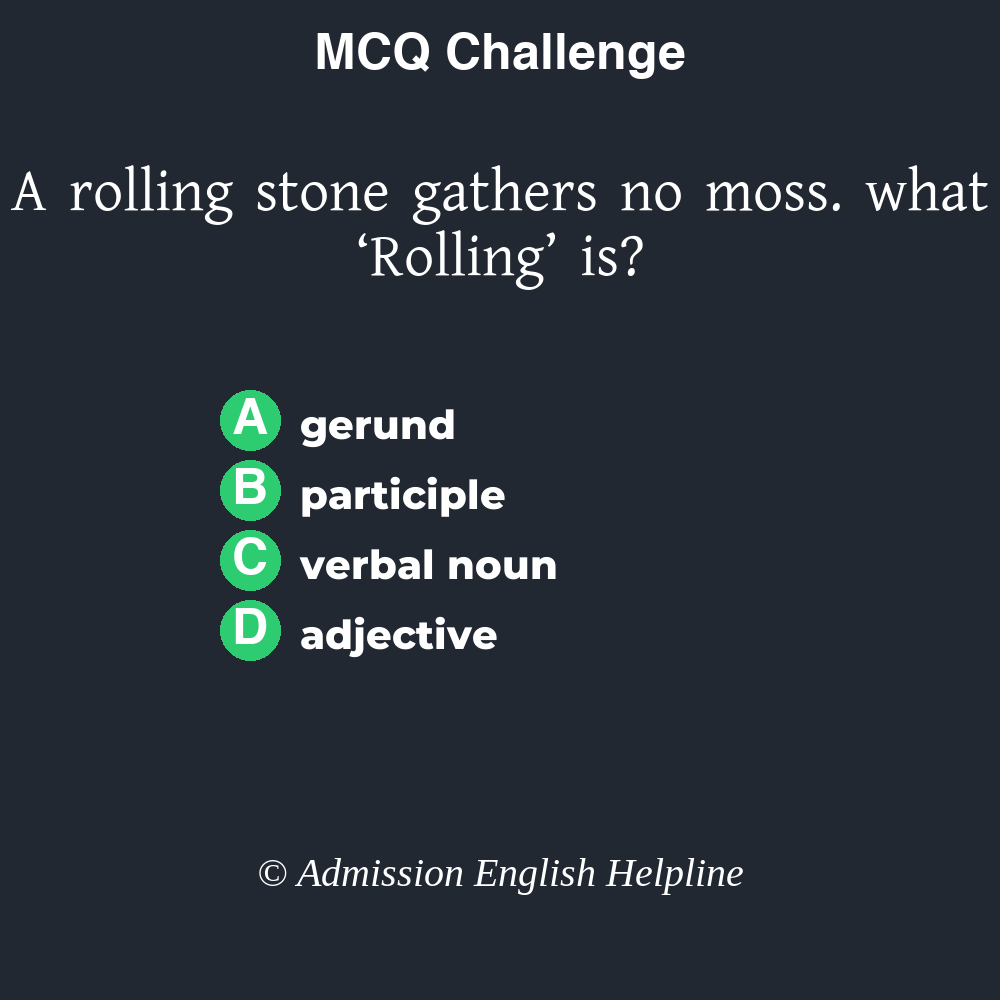 MCQ Challenge
A rolling stone gathers no moss. what
‘Rolling’ is?
A gerund
B participle
C verbal noun
D adjective
© Admission English Helpline